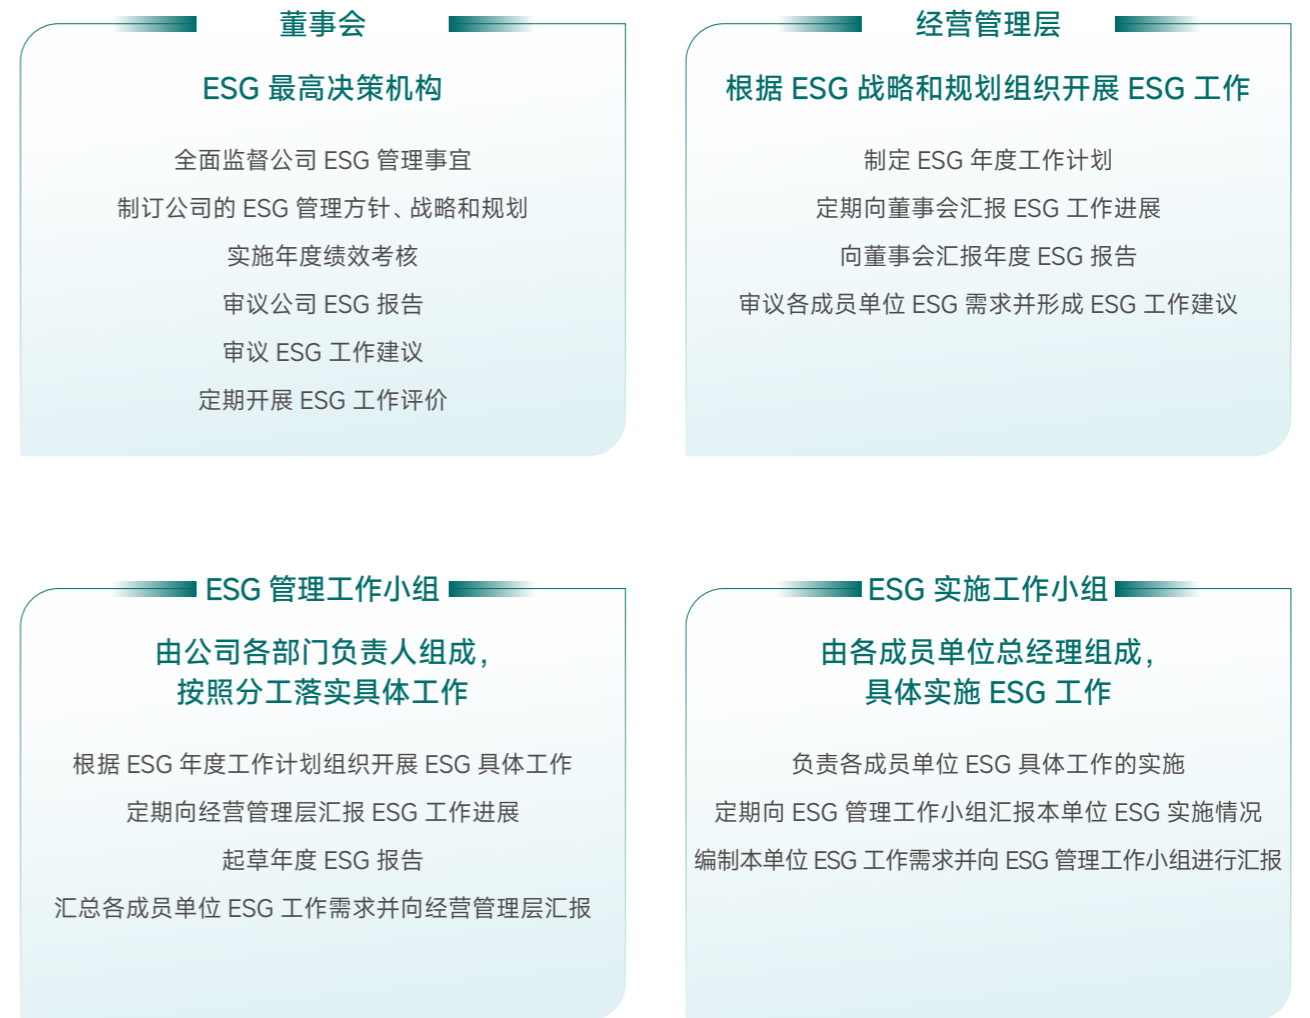 董事会
ESG 最高决策机构
全面监督公司 ESG 管理事宜
制订公司的 ESG 管理方针、战略和规划
实施年度绩效考核
审议公司 ESG 报告
审议 ESG 工作建议
定期开展 ESG 工作评价
经营管理层
根据 ESG 战略和规划组织开展 ESG 工作
制定 ESG 年度工作计划
定期向董事会汇报 ESG 工作进展
向董事会汇报年度 ESG 报告
审议各成员单位 ESG 需求并形成 ESG 工作建议
ESG 管理工作小组
由公司各部门负责人组成，
按照分工落实具体工作
根据 ESG 年度工作计划组织开展 ESG 具体工作
定期向经营管理层汇报 ESG 工作进展
起草年度 ESG 报告
汇总各成员单位 ESG 工作需求并向经营管理层汇报
ESG 实施工作小组
由各成员单位总经理组成，
具体实施 ESG 工作
负责各成员单位 ESG 具体工作的实施
定期向 ESG 管理工作小组汇报本单位 ESG 实施情况
编制本单位 ESG 工作需求并向 ESG 管理工作小组进行汇报